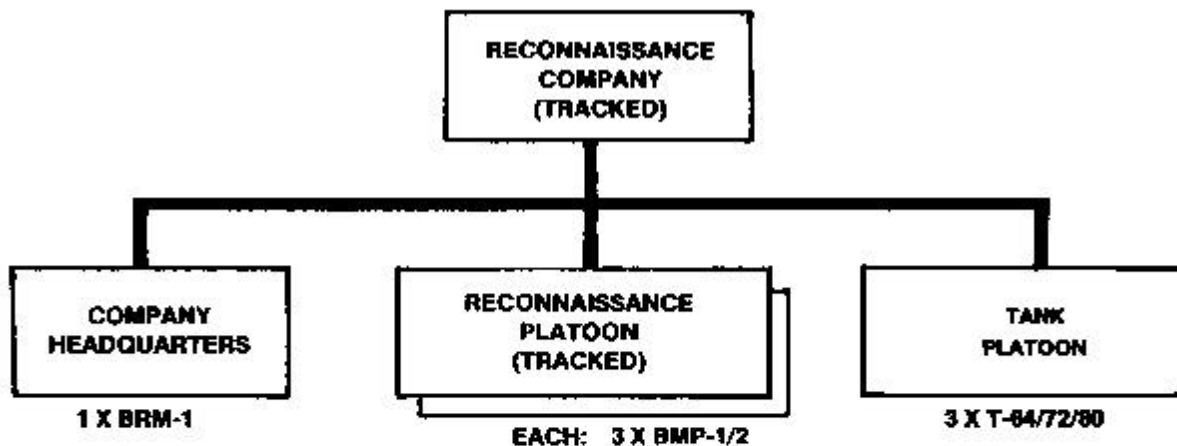 RECONNAISSANCE
COMPANY
(TRACKED)
COMPANY
HEADQUARTERS
1 X BRM-1
RECONNAISSANCE
PLATOON
(TRACKED)
EACH: 3 X BMP-1/2
TANK
PLATOON
3 X T-64/72/80